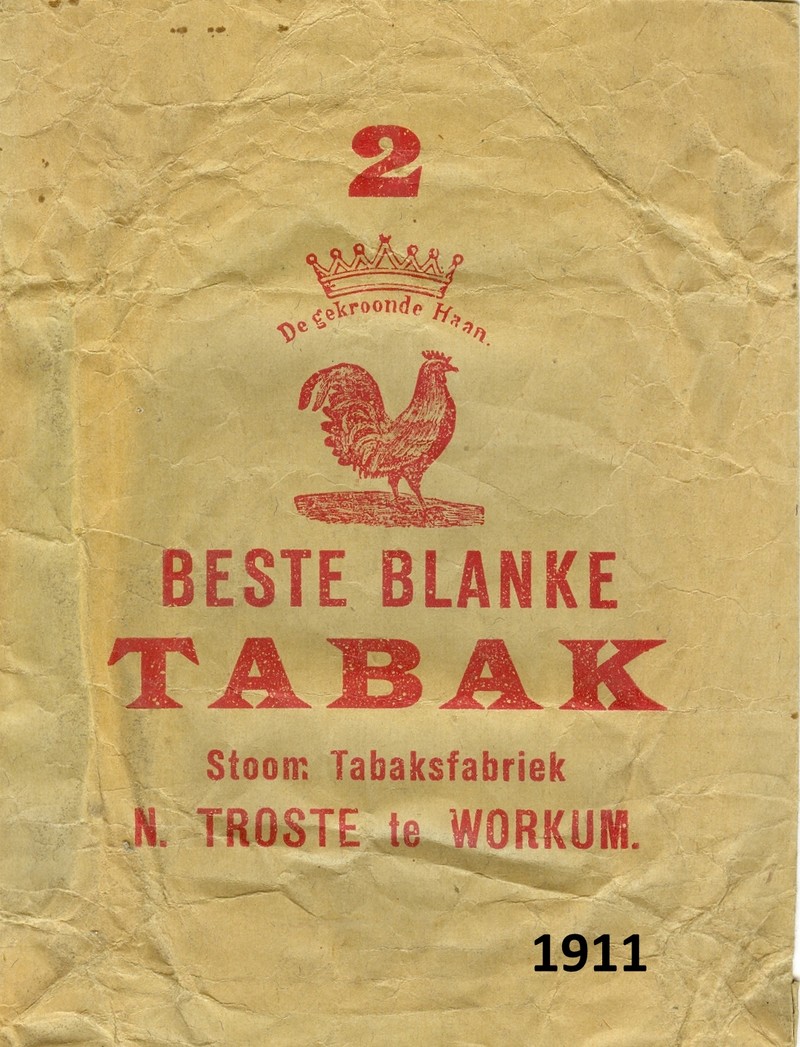 2
De gekroonde Haan.
BESTE BLANKE
TABAK
Stoom Tabaksfabriek
N. TROSTE te WORKUM.
1911